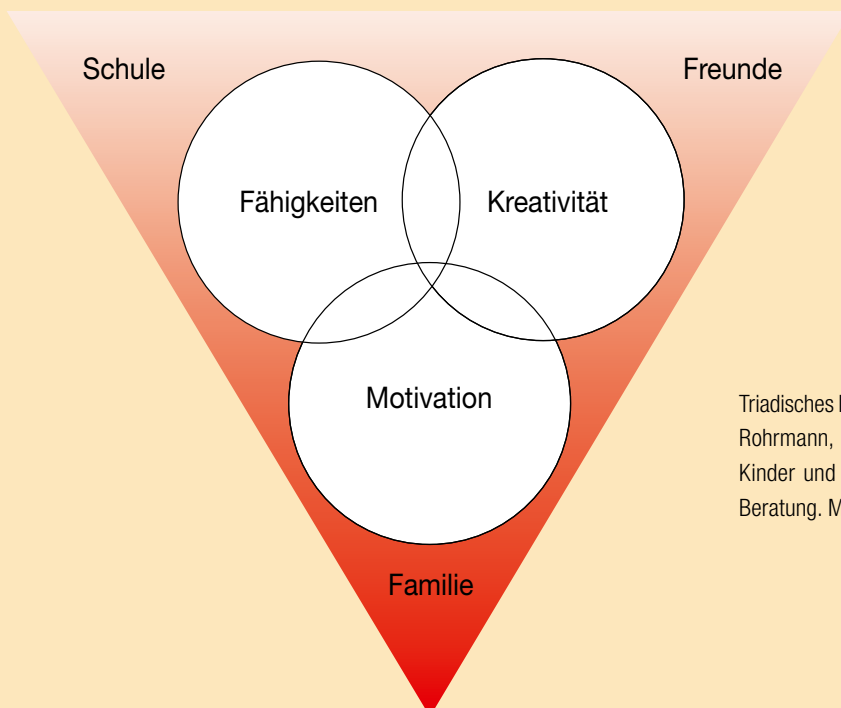 Schule
Freunde
Fähigkeiten
Kreativität
Motivation
Triadisches
Rohrmann,
Kinder und
Beratung. M
Familie